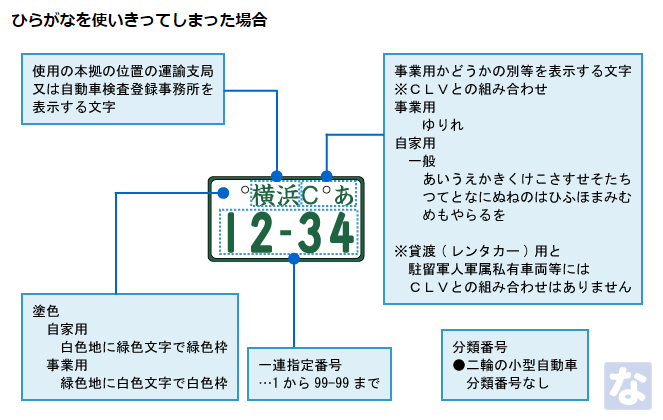 ひらがなを使いきってしまった場合
使用の本拠の位置の運諭支局
又は自動車検査登録事務所を
表示する文字
事業用かどうかの別等を表示する文字
※ＣＬＶとの組み合わせ
事業用
ゆりれ
自家用
一般
あいうえかきくけこさすせそたち
つてとなにぬねのはひふほまみむ
めもやらるを
※貸渡(レンタカー)用と
駐留軍人軍属私有車両等には
ＣＬＶとの組み合わせはありません
横浜C あ
12-34
塗色
自家用
白色地に緑色文字で緑色枠
事業用
緑色地に白色文字で白色枠
一連指定番号
…1から99-99まで
分類番号
●二輪の小型自動車
分類番号なし
な